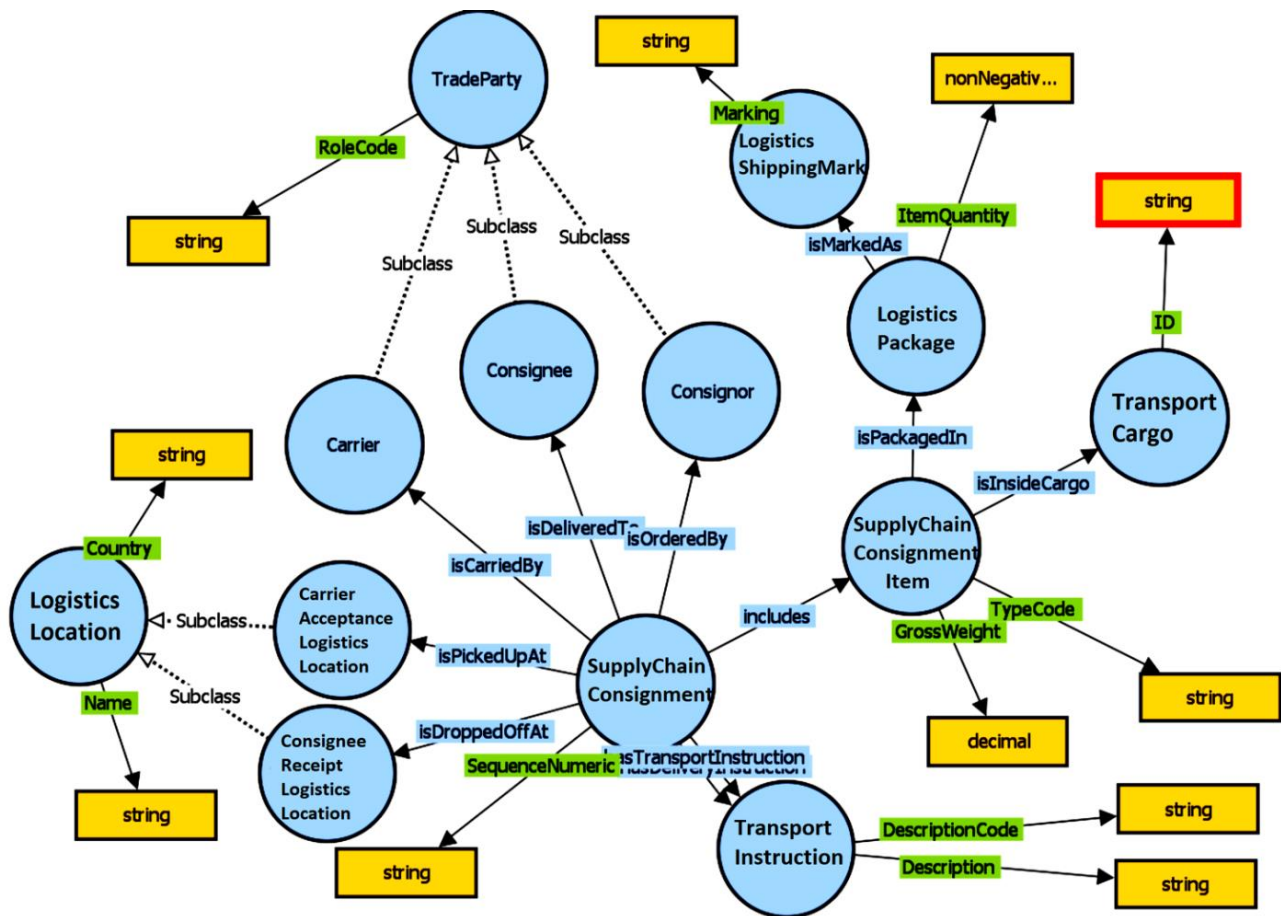 string
TradeParty
nonNegativ...
Marking
Logistics
ShippingMark
RoleCode
string
ItemQuantity
string
Subclass
Subclass
Subclass
isMarkedAs
string
Logistics
Package
ID
Consignee
Consignor
Transport
Cargo
Carrier
isPackagedIn
string
isInsideCargo
isDeliveredTo
isOrderedBy
SupplyChain
Consignment
Item
Country
isCarriedBy
Logistics
Location
Carrier
Acceptance
Logistics
Location
Subclass
includes
TypeCode
GrossWeight
isPickedUpAt
SupplyChain
Consignment
Name
Subclass
string
isDroppedOffAt
Consignee
Receipt
Logistics
Location
decimal
hasTransportInstruction
SequenceNumeric
hasDeliveryInstruction
string
Transport
Instruction
DescriptionCode
string
string
Description
string